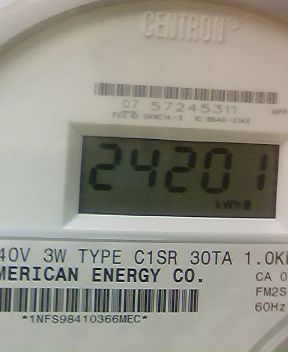 CENTRON®
07 57245311
24201
kWh
40V 3W TYPE C1SR 30TA 1.0K
MERICAN ENERGY CO.
CA 0
FM2S
60Hz
*1NFS98410366MEC*